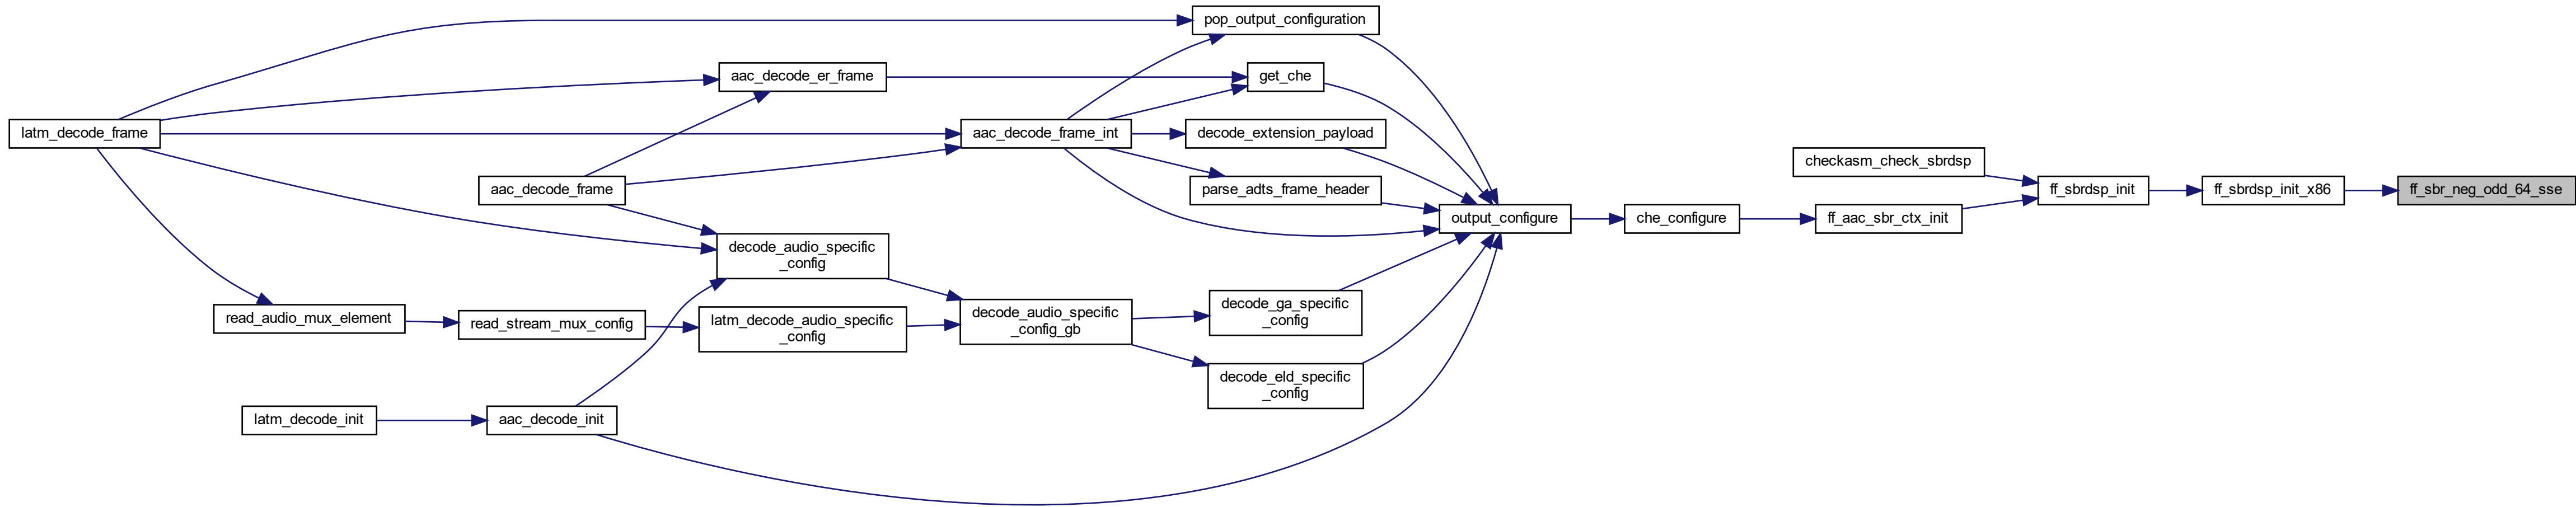 pop_output_configuration
aac_decode_er_frame
get_che
latm_decode_frame
aac_decode_frame_int
decode_extension_payload
checkasm_check_sbrdsp
aac_decode_frame
parse_adts_frame_header
ff_sbrdsp_init
ff_sbrdsp_init_x86
ff_sbr_neg_odd_64_sse
output_configure
che_configure
ff_aac_sbr_ctx_init
decode_audio_specific
_config
read_audio_mux_element
read_stream_mux_config
latm_decode_audio_specific
_config
decode_audio_specific
_config_gb
decode_ga_specific
_config
decode_eld_specific
_config
latm_decode_init
aac_decode_init